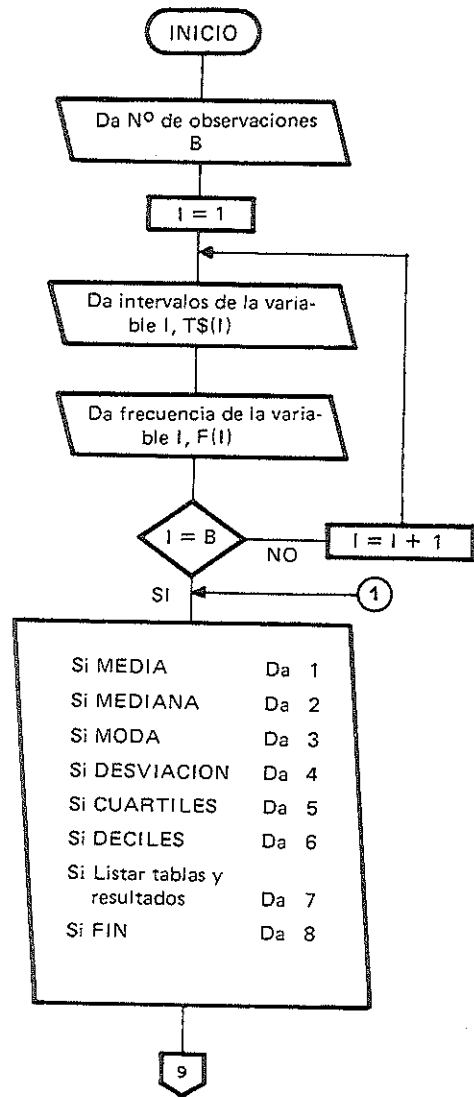 INICIO
Da Nº de observaciones
B
I = 1
Da intervalos de la varia-
ble I, T$(I)
Da frecuencia de la varia-
ble I, F(I)
I = B
NO
I = I + 1
SI
1
Si MEDIA Da 1
Si MEDIANA Da 2
Si MODA Da 3
Si DESVIACION Da 4
Si CUARTILES Da 5
Si DECILES Da 6
Si Listar tablas y
resultados Da 7
Si FIN Da 8
9